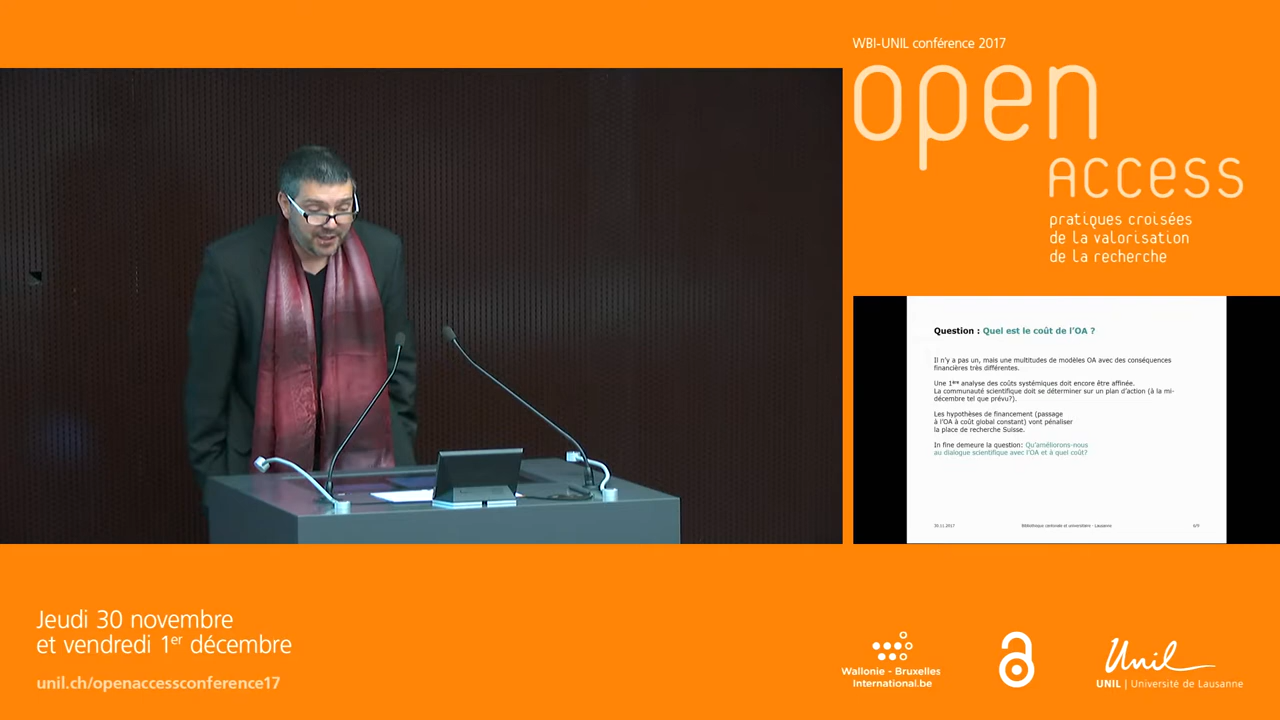 WBI-UNIL conférence 2017
open
access
pratiques croisées
de la valorisation
de la recherche
Question : Quel est le coût de l'OA ?
Il n'y a pas un, mais une multitudes de modèles OA avec des conséquences
financières très différentes.
Une 1ère analyse des coûts systémiques doit encore être affinée.
La communauté scientifique doit se déterminer sur un plan d'action (à la mi-
décembre tel que prévu?).
Les hypothèses de financement (passage
à l'OA à coût global constant) vont pénaliser
la place de recherche Suisse.
In fine demeure la question: Qu'améliorons-nous
au dialogue scientifique avec l'OA et à quel coût?
30.11.2017 Bibliothèque cantonale et universitaire - Lausanne 6/9
Jeudi 30 novembre
et vendredi 1er décembre
unil.ch/openaccessconference17
Wallonie - Bruxelles
International.be
Unil
UNIL | Université de Lausanne